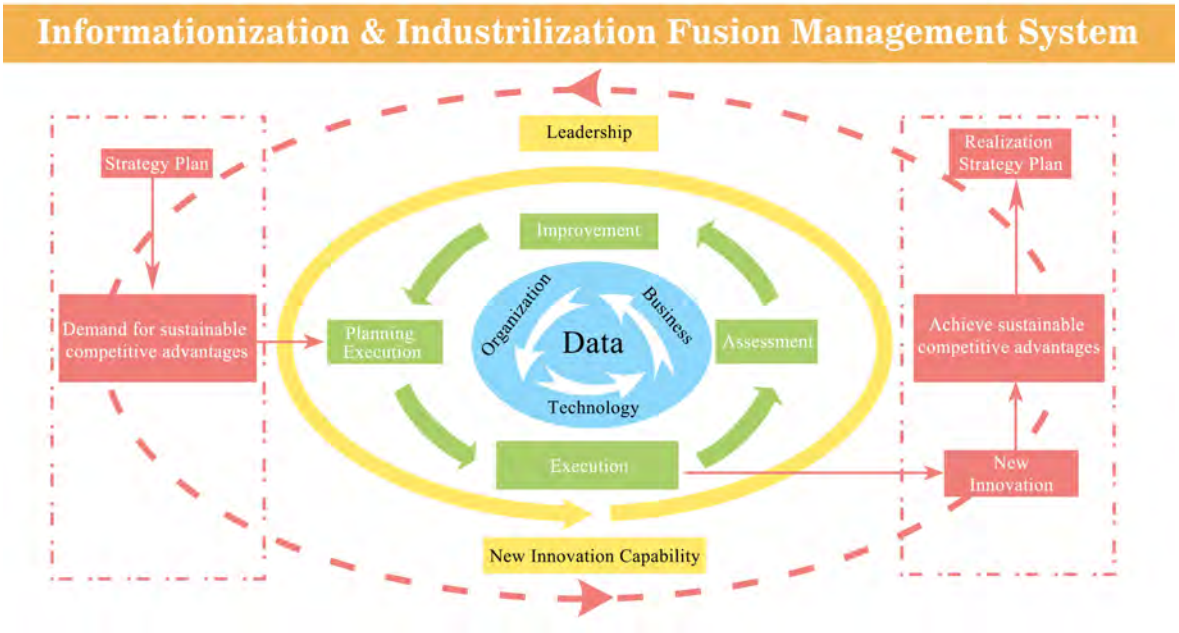 Informationization & Industrilization Fusion Management System
Leadership
Strategy Plan
Realization
Strategy Plan
Improvement
Organization
Business
Demand for sustainable
competitive advantages
Planning
Execution
Data
Assessment
Achieve sustainable
competitive advantages
Technology
Execution
New
Innovation
New Innovation Capability